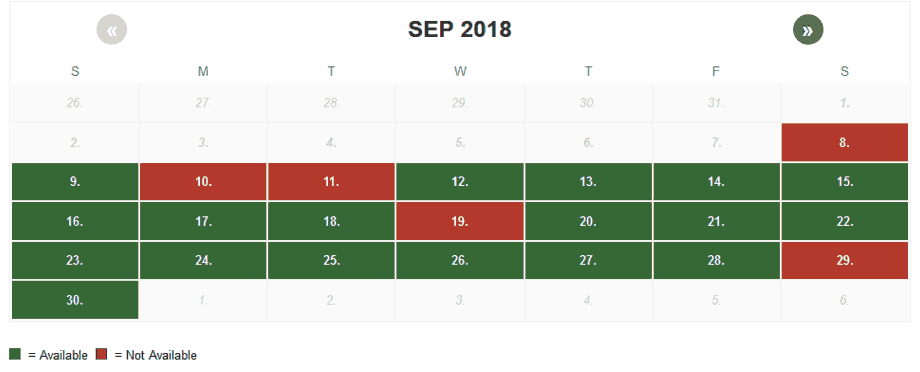 « SEP 2018 »
S M T W T F S
26. 27. 28. 29. 30. 31. 1.
2. 3. 4. 5. 6. 7. 8.
9. 10. 11. 12. 13. 14. 15.
16. 17. 18. 19. 20. 21. 22.
23. 24. 25. 26. 27. 28. 29.
30. 1. 2. 3. 4. 5. 6.
= Available = Not Available